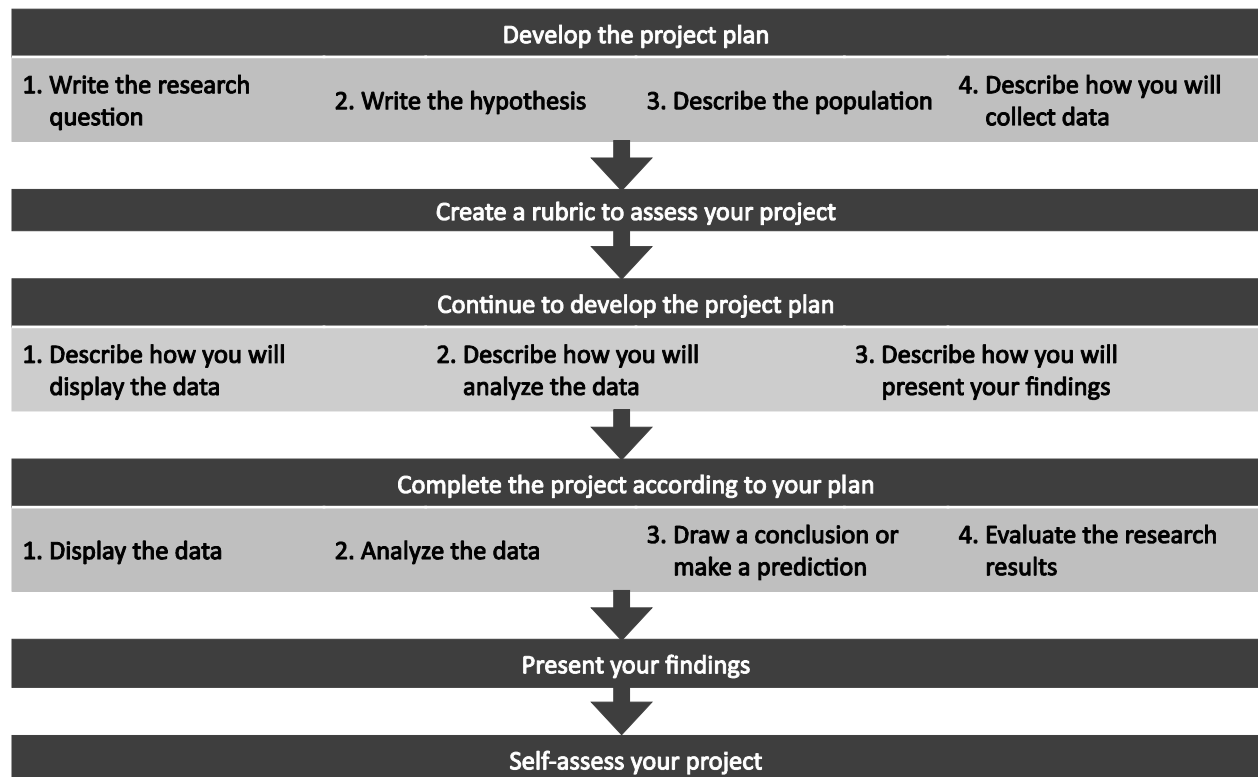 Develop the project plan
1. Write the research
question
2. Write the hypothesis
3. Describe the population
4. Describe how you will
collect data
Create a rubric to assess your project
Continue to develop the project plan
1. Describe how you will
display the data
2. Describe how you will
analyze the data
3. Describe how you will
present your findings
Complete the project according to your plan
1. Display the data
2. Analyze the data
3. Draw a conclusion or
make a prediction
4. Evaluate the research
results
Present your findings
Self-assess your project